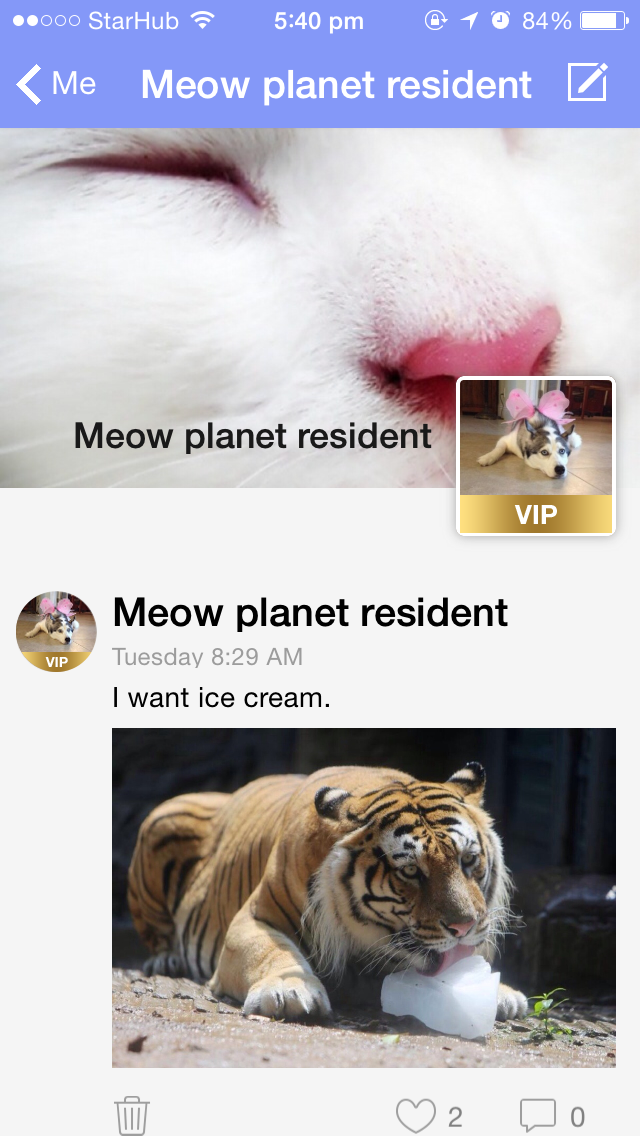 StarHub 5:40 pm 84%
Me Meow planet resident
Meow planet resident
VIP
Meow planet resident
VIP
Tuesday 8:29 AM
I want ice cream.
2 0